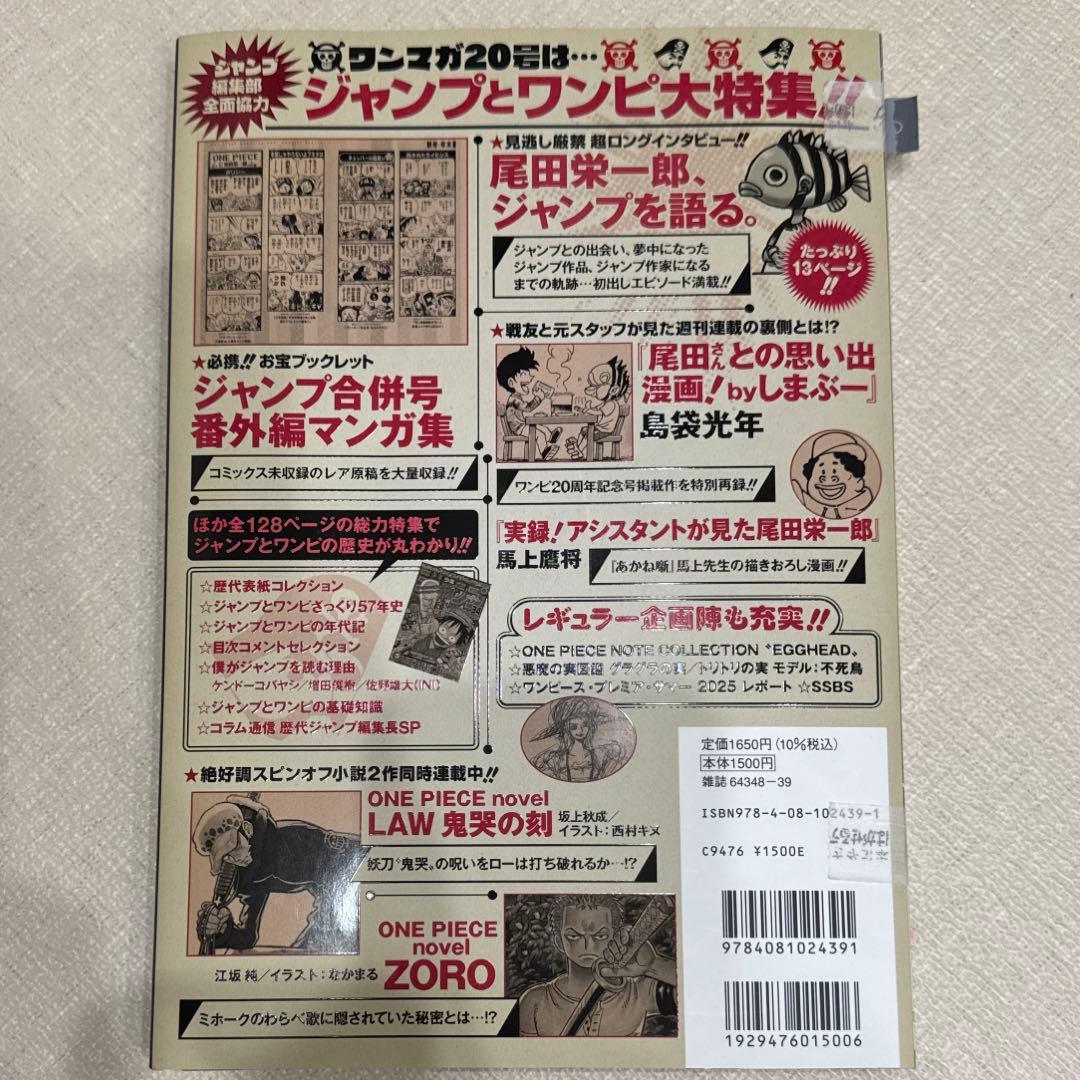 ジャンプ
編集部
全面協力
ワンマガ20号は…
ジャンプとワンピ大特集!!
ONE PIECE
★見逃し厳禁 超ロングインタビュー!!
尾田栄一郎、
ジャンプを語る。
ジャンプとの出会い、夢中になった
ジャンプ作品、ジャンプ作家になる
までの軌跡…初出しエピソード満載!!
たっぷり
13ページ
!!
★必携!! お宝ブックレット
ジャンプ合併号
番外編マンガ集
コミックス未収録のレア原稿を大量収録!!
★戦友と元スタッフが見た週刊連載の裏側とは!?
『尾田さんとの思い出
漫画!byしまぶー』
島袋光年
ワンピ20周年記念号掲載作を特別再録!!
『実録!アシスタントが見た尾田栄一郎』
馬上鷹将
『あかね噺』馬上先生の描きおろし漫画!!
ほか全128ページの総力特集で
ジャンプとワンピの歴史が丸わかり!!
☆歴代表紙コレクション
☆ジャンプとワンピざっくり57年史
☆ジャンプとワンピの年代記
☆目次コメントセレクション
☆僕がジャンプを読む理由
ケンドーコバヤシ/増田俊樹/佐野雄大(INI)
☆ジャンプとワンピの基礎知識
☆コラム通信 歴代ジャンプ編集長SP
レギュラー企画陣も充実!!
☆ONE PIECE NOTE COLLECTION “EGGHEAD”
☆悪魔の実図鑑 グラグラの実/トリトリの実 モデル:不死鳥
☆ワンピース・プレミア・サマー 2025 レポート ☆SSBS
★絶好調スピンオフ小説2作同時連載中!!
ONE PIECE novel
LAW 鬼哭の刻
坂上秋成/
イラスト:西村キヌ
妖刀“鬼哭”の呪いをローは打ち破れるか…!?
ONE PIECE
novel
ZORO
江坂 純/イラスト:なかまる
ミホークのわらべ歌に隠されていた秘密とは…!?
定価1650円(10%税込)
本体1500円
雑誌 64348-39
ISBN978-4-08-102439-1
C9476 ¥1500E
9784081024391
1929476015006